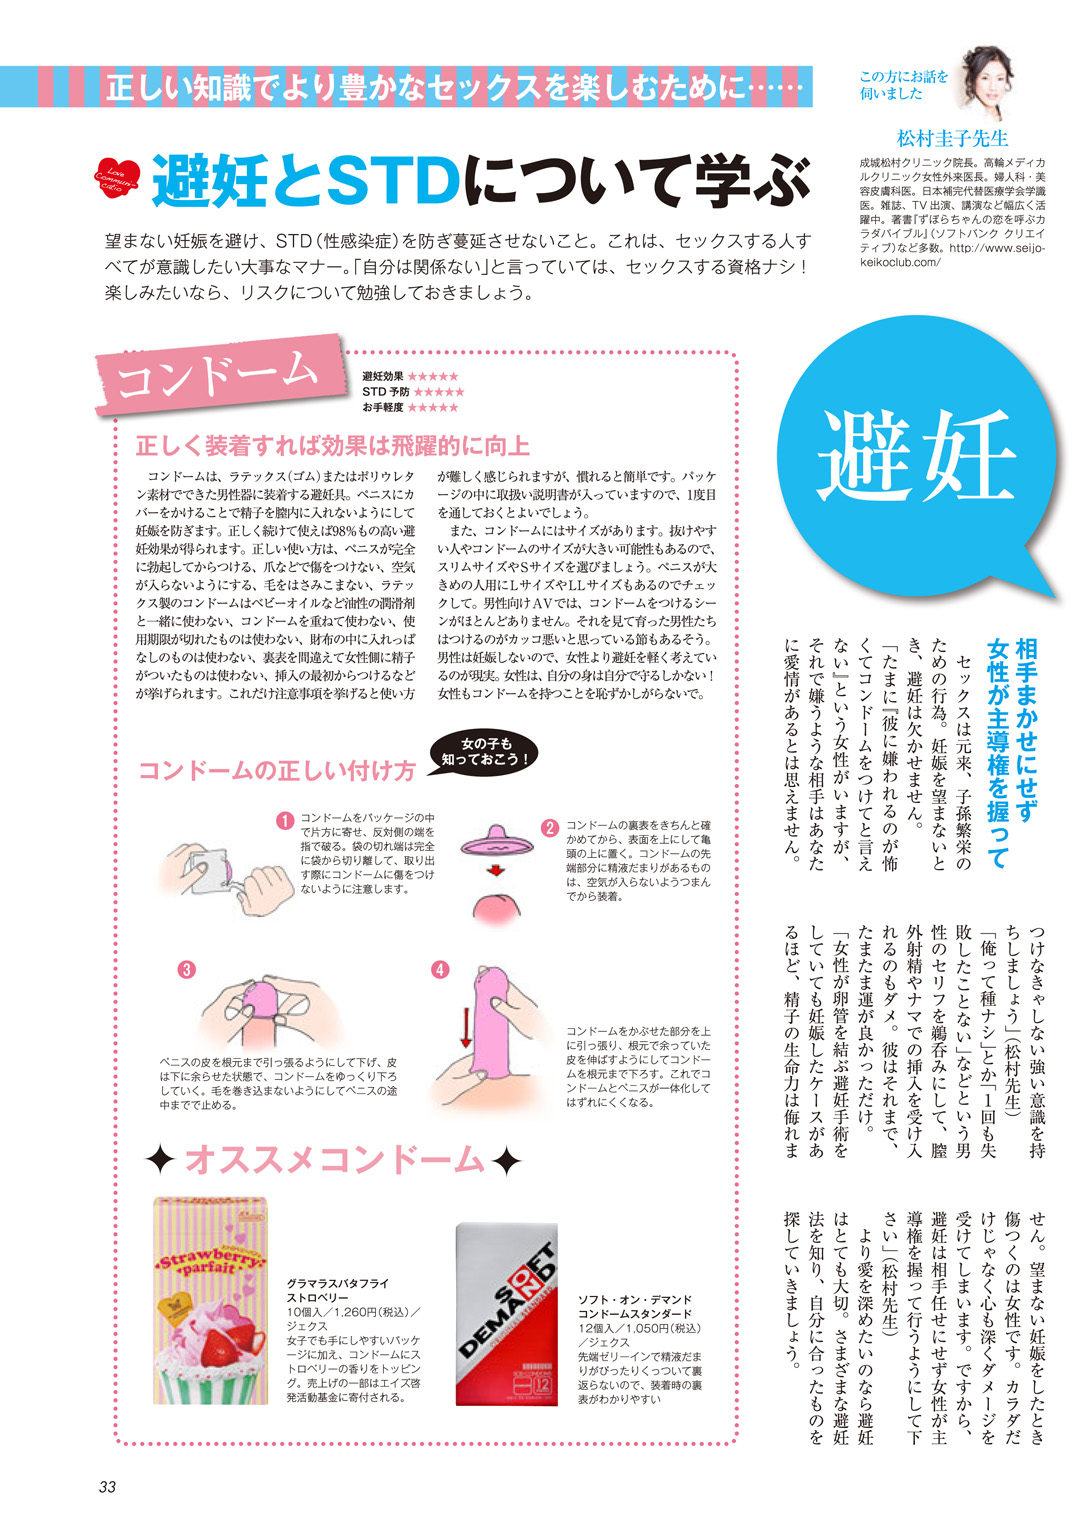 正しい知識でより豊かなセックスを楽しむために……
Love
Communi-
catio
避妊とSTDについて学ぶ
望まない妊娠を避け、STD（性感染症）を防ぎ蔓延させないこと。これは、セックスする人す
べてが意識したい大事なマナー。「自分は関係ない」と言っていては、セックスする資格ナシ！
楽しみたいなら、リスクについて勉強しておきましょう。
この方にお話を
伺いました
松村圭子先生
成城松村クリニック院長。高輪メディカ
ルクリニック女性外来医長。婦人科・美
容皮膚科医。日本補完代替医療学会学識
医。雑誌、TV出演、講演など幅広く活
躍中。著書『ずぼらちゃんの恋を呼ぶカ
ラダバイブル』（ソフトバンク クリエイ
ティブ）など多数。http://www.seijo-
keikoclub.com/
避妊
相手まかせにせず
女性が主導権を握って
セックスは元来、子孫繁栄の
ための行為。妊娠を望まないと
き、避妊は欠かせません。
「たまに『彼に嫌われるのが怖
くてコンドームをつけてと言え
ない』という女性がいますが、
それで嫌うような相手はあなた
に愛情があるとは思えません。
つけなきゃしない強い意識を持
ちしましょう」（松村先生）
「俺って種ナシ」とか「1回も失
敗したことない」などという男
性のセリフを鵜呑みにして、膣
外射精やナマでの挿入を受け入
れるのもダメ。彼はそれまで、
たまたま運が良かっただけ。
「女性が卵管を結ぶ避妊手術を
していても妊娠したケースがあ
るほど、精子の生命力は侮れま
せん。望まない妊娠をしたとき
傷つくのは女性です。カラダだ
けじゃなく心も深くダメージを
受けてしまいます。ですから、
避妊は相手任せにせず女性が主
導権を握って行うようにして下
さい」（松村先生）
より愛を深めたいのなら避妊
はとても大切。さまざまな避妊
法を知り、自分に合ったものを
探していきましょう。
コンドーム
避妊効果 ★★★★★
STD予防 ★★★★★
お手軽度 ★★★★★
正しく装着すれば効果は飛躍的に向上
コンドームは、ラテックス（ゴム）またはポリウレタ
ン素材でできた男性器に装着する避妊具。ペニスにカ
バーをかけることで精子を膣内に入れないようにして
妊娠を防ぎます。正しく続けて使えば98％もの高い避
妊効果が得られます。正しい使い方は、ペニスが完全
に勃起してからつける、爪などで傷をつけない、空気
が入らないようにする、毛をはさみこまない、ラテッ
クス製のコンドームはベビーオイルなど油性の潤滑剤
と一緒に使わない、コンドームを重ねて使わない、使
用期限が切れたものは使わない、財布の中に入れっぱ
なしのものは使わない、裏表を間違えて女性側に精子
がついたものは使わない、挿入の最初からつけるなど
が挙げられます。これだけ注意事項を挙げると使い方
が難しく感じられますが、慣れると簡単です。パッケ
ージの中に取扱い説明書が入っていますので、1度目
を通しておくとよいでしょう。
また、コンドームにはサイズがあります。抜けやす
い人やコンドームのサイズが大きい可能性もあるので、
スリムサイズやSサイズを選びましょう。ペニスが大
きめの人用にLサイズやLLサイズもあるのでチェッ
クして。男性向けAVでは、コンドームをつけるシー
ンがほとんどありません。それを見て育った男性たち
はつけるのがカッコ悪いと思っている節もあるそう。
男性は妊娠しないので、女性より避妊を軽く考えてい
るのが現実。女性は、自分の身は自分で守るしかない！
女性もコンドームを持つことを恥ずかしがらないで。
コンドームの正しい付け方
女の子も
知っておこう！
1
コンドームをパッケージの中
で片方に寄せ、反対側の端を
指で破る。袋の切れ端は完全
に袋から切り離して、取り出
す際にコンドームに傷をつけ
ないように注意します。
2
コンドームの裏表をきちんと確
かめてから、表面を上にして亀
頭の上に置く。コンドームの先
端部分に精液だまりがあるもの
は、空気が入らないようつまん
でから装着。
3
ペニスの皮を根元まで引っ張るようにして下げ、皮
は下に余らせた状態で、コンドームをゆっくり下ろ
していく。毛を巻き込まないようにしてペニスの途
中まで止める。
4
コンドームをかぶせた部分を上
に引っ張り、根元で余っていた
皮を伸ばすようにしてコンドー
ムを根元まで下ろす。これでコ
ンドームとペニスが一体化して
はずれにくくなる。
オススメコンドーム
Strawberry
parfait
グラマラスバタフライ
ストロベリー
10個入／1,260円（税込）／
ジェクス
女子でも手にしやすいパッケ
ージに加え、コンドームにス
トロベリーの香りをトッピン
グ。売上げの一部はエイズ啓
発活動基金に寄付される。
SOFT
ON
DEMAND
12
ソフト・オン・デマンド
コンドームスタンダード
12個入／1,050円（税込）
／ジェクス
先端ゼリーインで精液だま
りがぴったりくっついて裏
返らないので、装着時の裏
表がわかりやすい
33